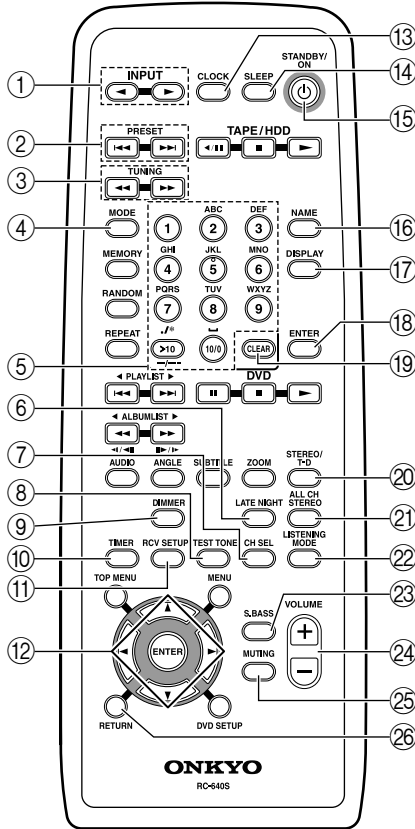 INPUT CLOCK SLEEP STANDBY/ON
① ⑬ ⑭ ⑮
PRESET TAPE/HDD
②
TUNING
③
MODE ABC DEF NAME
④ 1 2 3 ⑯
MEMORY GHI JKL MNO DISPLAY
4 5 6 ⑰
RANDOM PQRS TUV WXYZ
7 8 9
REPEAT ./* ENTER
⑤ >10 10/0 CLEAR ⑱
-/-- ⑲
◄ PLAYLIST ► DVD
⑥
◄ ALBUMLIST ►
⑦
AUDIO ANGLE SUBTITLE ZOOM STEREO/T-D
⑧ ⑳
DIMMER LATE NIGHT ALL CH STEREO
⑨ ㉑
TIMER RCV SETUP TEST TONE CH SEL LISTENING MODE
⑩ ⑪ ㉒
TOP MENU MENU S.BASS VOLUME
㉓
⑫ ENTER + −
㉔
MUTING
㉕
RETURN DVD SETUP
㉖
ONKYO
RC-640S